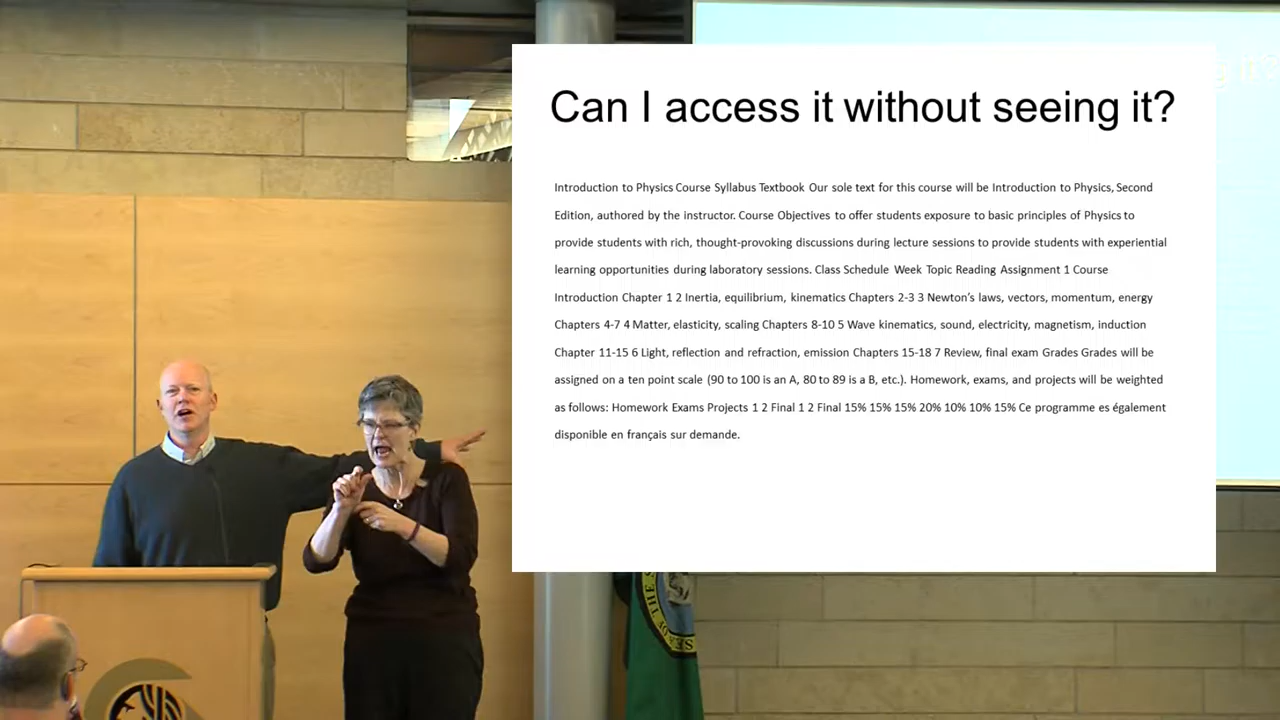 Can I access it without seeing it?
Introduction to Physics Course Syllabus Textbook Our sole text for this course will be Introduction to Physics, Second
Edition, authored by the instructor. Course Objectives to offer students exposure to basic principles of Physics to
provide students with rich, thought-provoking discussions during lecture sessions to provide students with experiential
learning opportunities during laboratory sessions. Class Schedule Week Topic Reading Assignment 1 Course
Introduction Chapter 1 2 Inertia, equilibrium, kinematics Chapters 2-3 3 Newton's laws, vectors, momentum, energy
Chapters 4-7 4 Matter, elasticity, scaling Chapters 8-10 5 Wave kinematics, sound, electricity, magnetism, induction
Chapter 11-15 6 Light, reflection and refraction, emission Chapters 15-18 7 Review, final exam Grades Grades will be
assigned on a ten point scale (90 to 100 is an A, 80 to 89 is a B, etc.). Homework, exams, and projects will be weighted
as follows: Homework Exams Projects 1 2 Final 1 2 Final 15% 15% 15% 20% 10% 10% 15% Ce programme es également
disponible en français sur demande.
THE